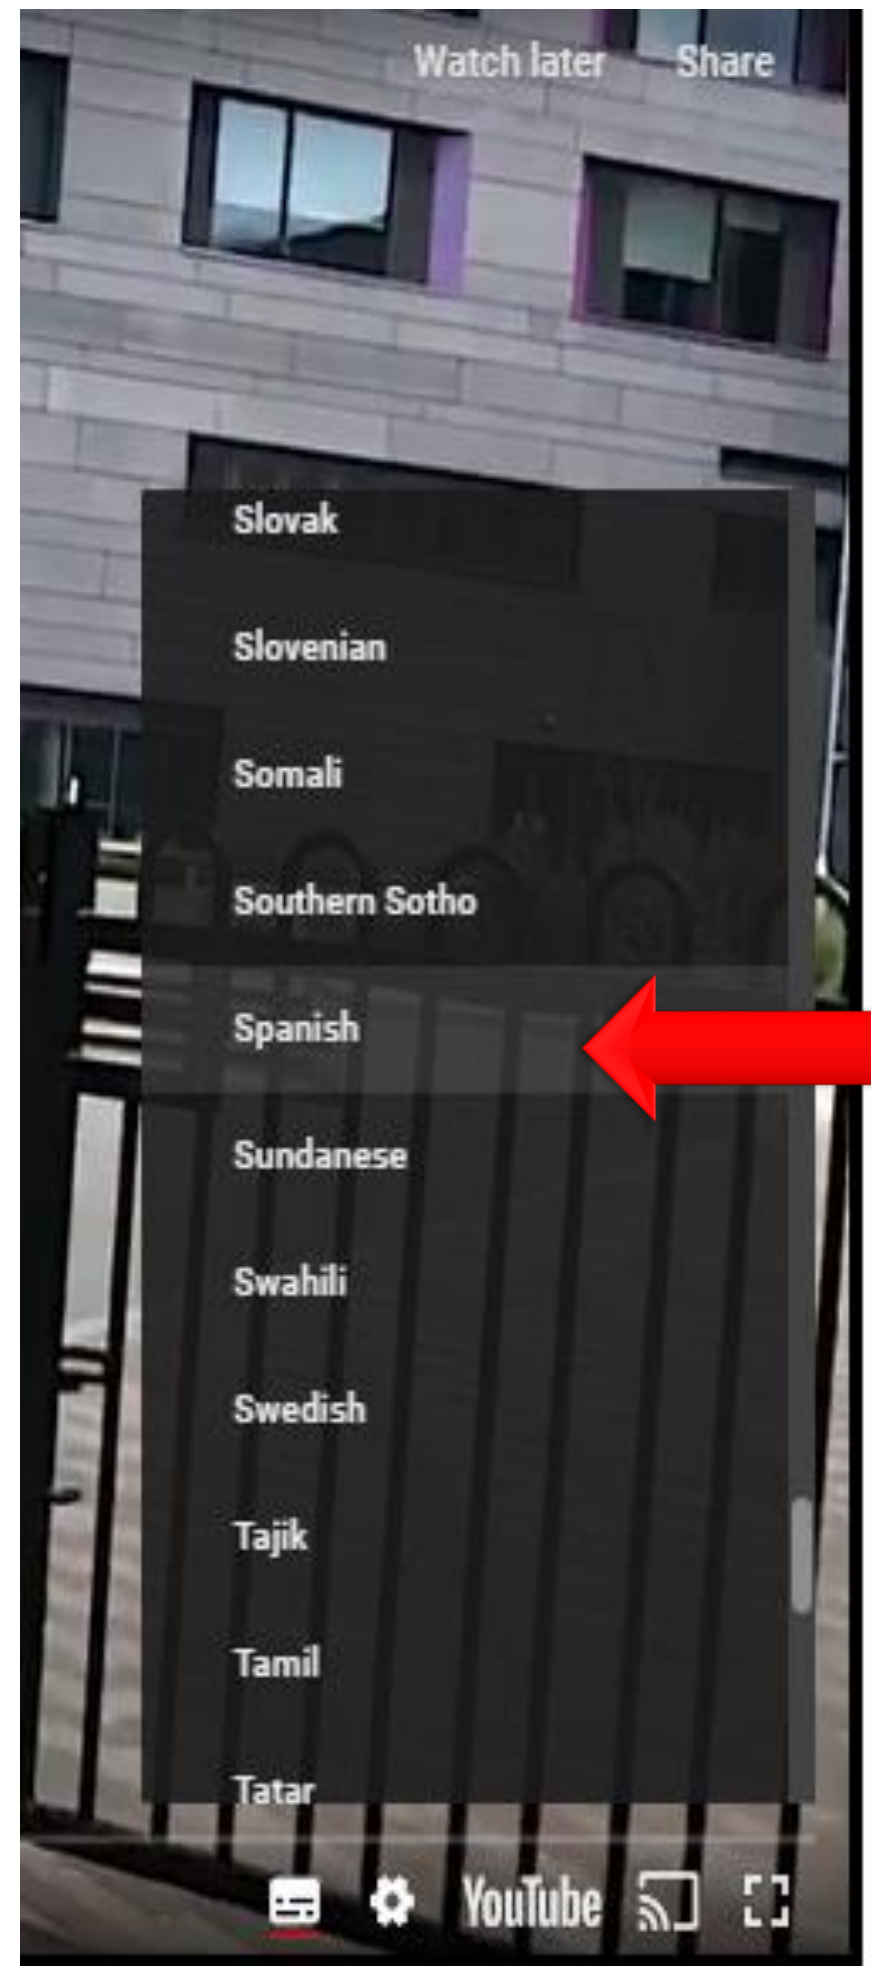 Watch later Share
Slovak
Slovenian
Somali
Southern Sotho
Spanish
Sundanese
Swahili
Swedish
Tajik
Tamil
Tatar
YouTube